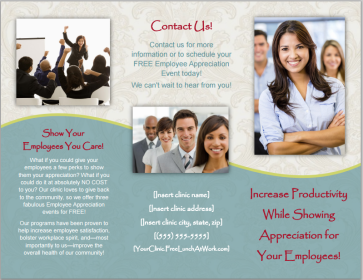 Show Your
Employees You Care!
What if you could give your
employees a few perks to show
them your appreciation? What if you
could do it at absolutely NO COST
to you? Our clinic loves to give back
to the community, so we offer three
fabulous Employee Appreciation
events for FREE!
Our programs have been proven to
help increase employee satisfaction,
bolster workplace spirit, and—most
importantly—us to—improve the
overall health of our community!
Contact Us!
Contact us for more
information or to schedule your
FREE Employee Appreciation
Event today!
We can't wait to hear from you!
[Insert clinic name]
[Insert clinic address]
[Insert clinic city, state, zip]
[(555) 555-5555]
[YourClinic.FreeLunchAtWork.com]
Increase Productivity
While Showing
Appreciation for
Your Employees!